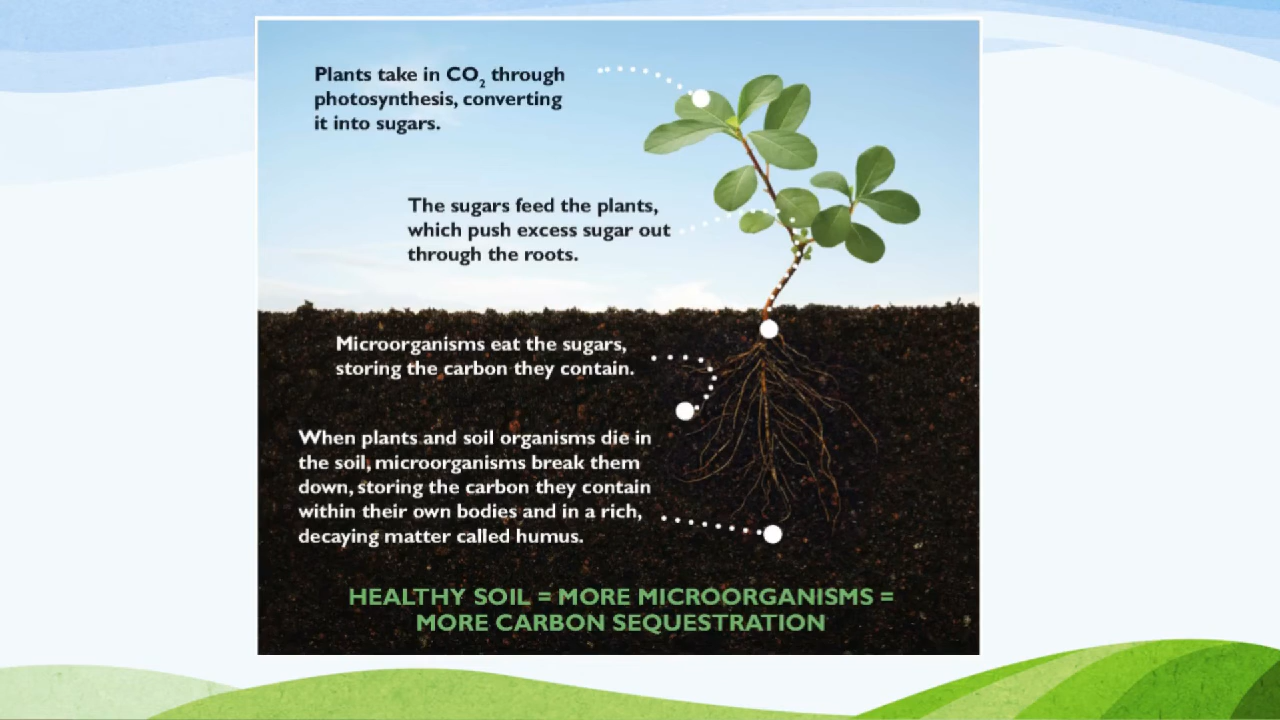 Plants take in CO₂ through
photosynthesis, converting
it into sugars.
The sugars feed the plants,
which push excess sugar out
through the roots.
Microorganisms eat the sugars,
storing the carbon they contain.
When plants and soil organisms die in
the soil, microorganisms break them
down, storing the carbon they contain
within their own bodies and in a rich,
decaying matter called humus.
HEALTHY SOIL = MORE MICROORGANISMS =
MORE CARBON SEQUESTRATION